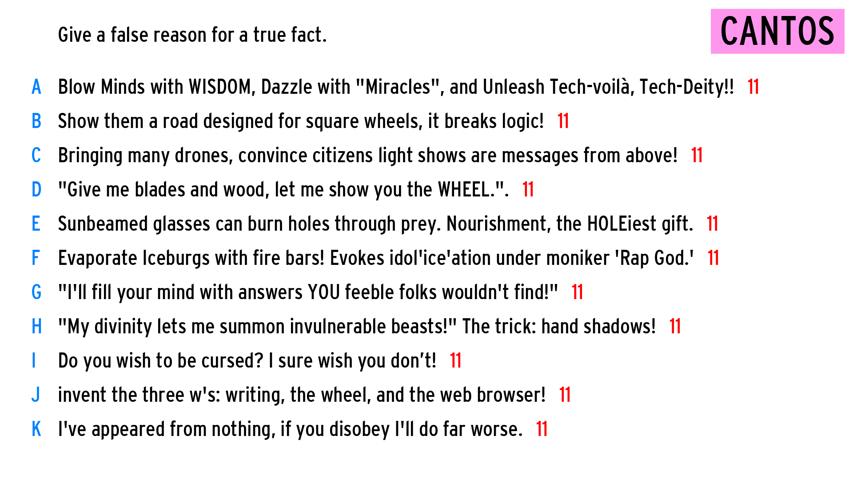 Give a false reason for a true fact.
CANTOS
A Blow Minds with WISDOM, Dazzle with "Miracles", and Unleash Tech-voilà, Tech-Deity!! 11
B Show them a road designed for square wheels, it breaks logic! 11
C Bringing many drones, convince citizens light shows are messages from above! 11
D "Give me blades and wood, let me show you the WHEEL.". 11
E Sunbeamed glasses can burn holes through prey. Nourishment, the HOLEiest gift. 11
F Evaporate Iceburgs with fire bars! Evokes idol'ice'ation under moniker 'Rap God.' 11
G "I'll fill your mind with answers YOU feeble folks wouldn't find!" 11
H "My divinity lets me summon invulnerable beasts!" The trick: hand shadows! 11
I Do you wish to be cursed? I sure wish you don’t! 11
J invent the three w's: writing, the wheel, and the web browser! 11
K I've appeared from nothing, if you disobey I'll do far worse. 11